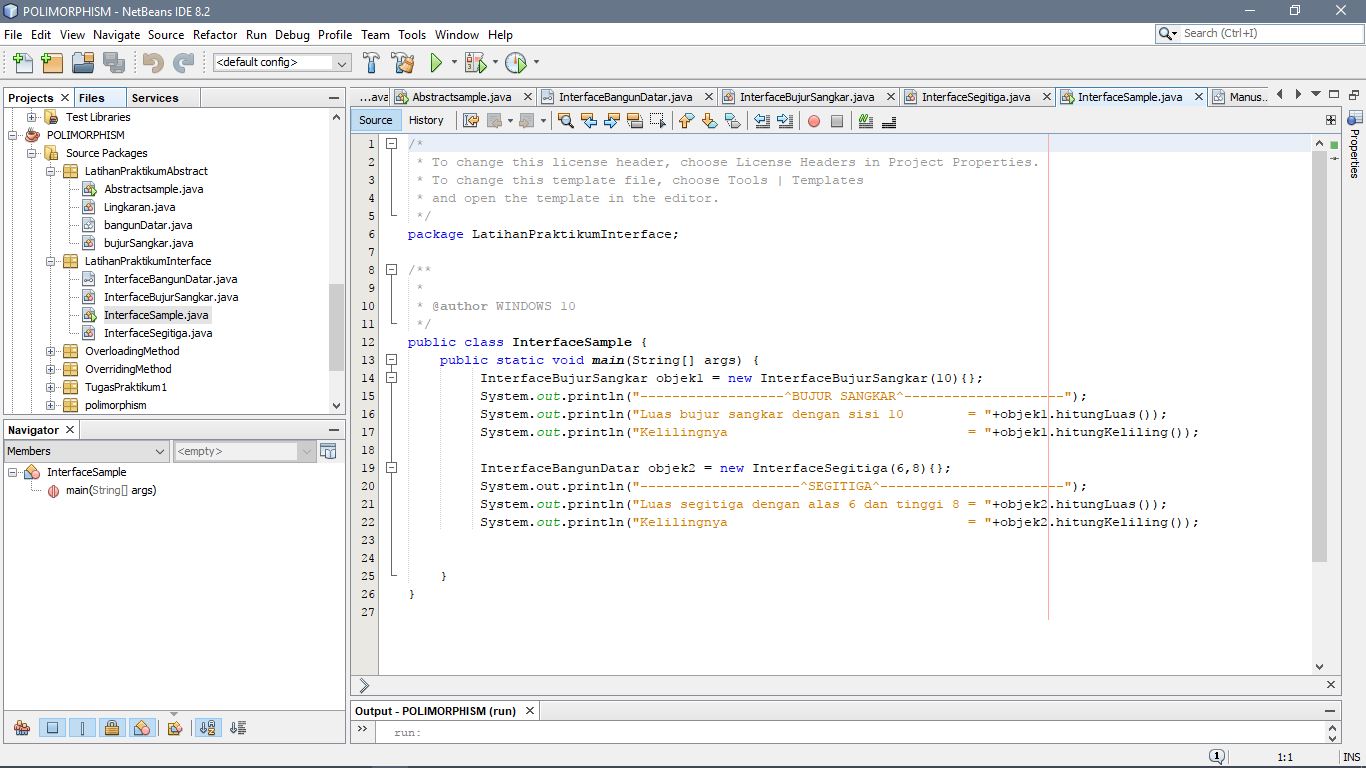 POLIMORPHISM - NetBeans IDE 8.2
File Edit View Navigate Source Refactor Run Debug Profile Team Tools Window Help
Search (Ctrl+I)
<default config>
Projects Files Services
Test Libraries
POLIMORPHISM
Source Packages
LatihanPraktikumAbstract
Abstractsample.java
Lingkaran.java
bangunDatar.java
bujurSangkar.java
LatihanPraktikumInterface
InterfaceBangunDatar.java
InterfaceBujurSangkar.java
InterfaceSample.java
InterfaceSegitiga.java
OverloadingMethod
OverridingMethod
TugasPraktikum1
polimorphism
Navigator
Members <empty>
InterfaceSample
main(String[] args)
...ava Abstractsample.java InterfaceBangunDatar.java InterfaceBujurSangkar.java InterfaceSegitiga.java InterfaceSample.java Manus...
Source History
1 /*
2 * To change this license header, choose License Headers in Project Properties.
3 * To change this template file, choose Tools | Templates
4 * and open the template in the editor.
5 */
6 package LatihanPraktikumInterface;
7
8 /**
9 *
10 * @author WINDOWS 10
11 */
12 public class InterfaceSample {
13 public static void main(String[] args) {
14 InterfaceBujurSangkar objek1 = new InterfaceBujurSangkar(10){};
15 System.out.println("------------------^BUJUR SANGKAR^--------------------");
16 System.out.println("Luas bujur sangkar dengan sisi 10        = "+objek1.hitungLuas());
17 System.out.println("Kelilingnya                              = "+objek1.hitungKeliling());
18
19 InterfaceBangunDatar objek2 = new InterfaceSegitiga(6,8){};
20 System.out.println("--------------------^SEGITIGA^-----------------------");
21 System.out.println("Luas segitiga dengan alas 6 dan tinggi 8 = "+objek2.hitungLuas());
22 System.out.println("Kelilingnya                              = "+objek2.hitungKeliling());
23
24
25 }
26 }
27
Properties
Output - POLIMORPHISM (run)
run:
1 1:1 INS